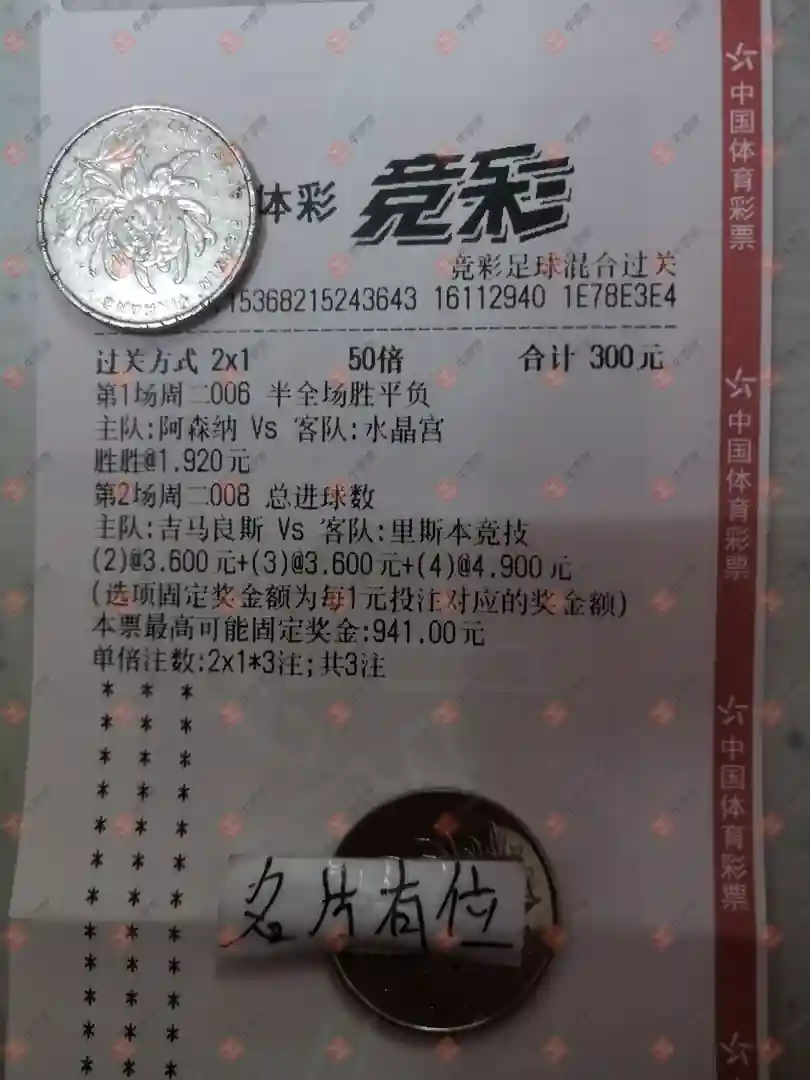 体彩 竞彩
竞彩足球混合过关
15368215243643 16112940 1E78E3E4
过关方式 2x1 50倍 合计 300元
第1场周二006 半全场胜平负
主队:阿森纳 Vs 客队:水晶宫
胜胜@1.920元
第2场周二008 总进球数
主队:吉马良斯 Vs 客队:里斯本竞技
(2)@3.600元+(3)@3.600元+(4)@4.900元
(选项固定奖金额为每1元投注对应的奖金额)
本票最高可能固定奖金:941.00元
单倍注数:2x1*3注;共3注
* * *
* * *
* * *
* * *
* * *
* * *
* * *
* * *
* * *
* * *
* * *
* * *
名片有位
中国体育彩票
中国体育彩票
中国体育彩票